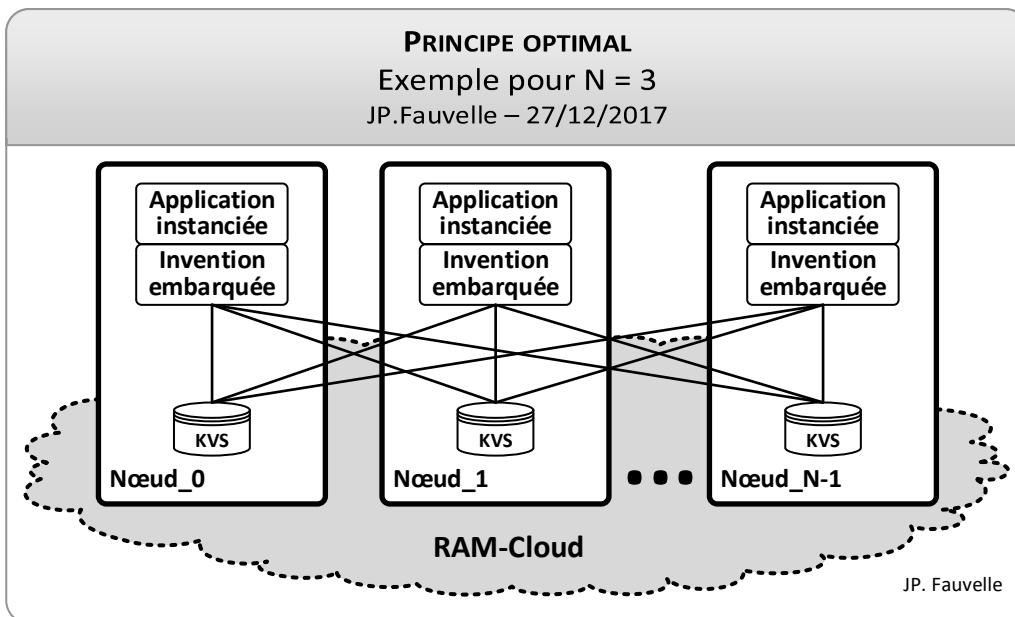 PRINCIPE OPTIMAL
Exemple pour N = 3
JP.Fauvelle – 27/12/2017
Application
instanciée
Invention
embarquée
KVS
Nœud_0
Application
instanciée
Invention
embarquée
KVS
Nœud_1
Application
instanciée
Invention
embarquée
KVS
Nœud_N-1
RAM-Cloud
JP. Fauvelle